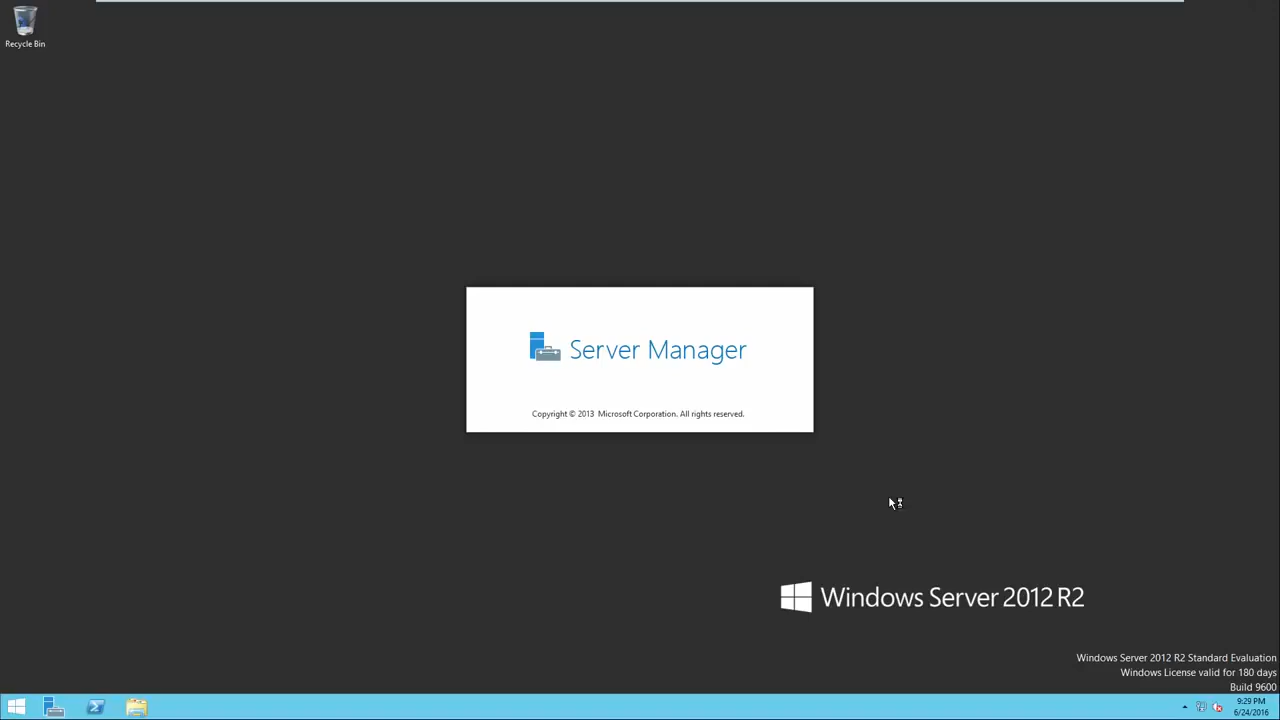 Recycle Bin
Server Manager
Copyright © 2013 Microsoft Corporation. All rights reserved.
Windows Server 2012 R2
Windows Server 2012 R2 Standard Evaluation
Windows License valid for 180 days
Build 9600
9:29 PM
6/24/2016